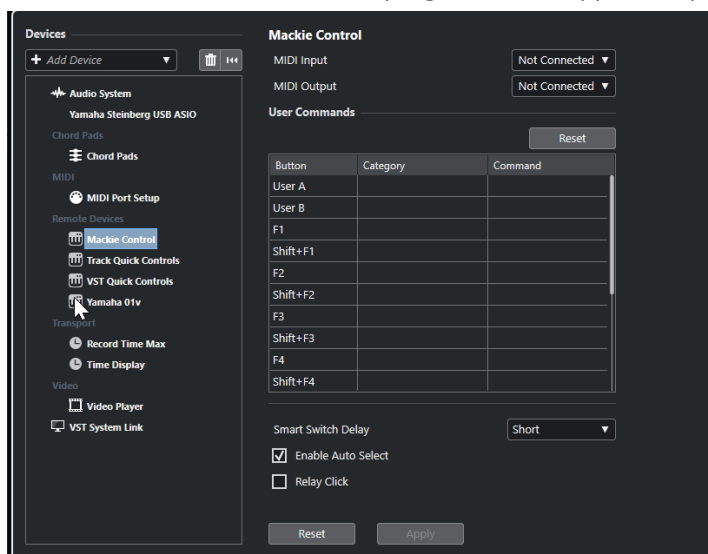 Devices
+ Add Device
Audio System
Yamaha Steinberg USB ASIO
Chord Pads
Chord Pads
MIDI
MIDI Port Setup
Remote Devices
Mackie Control
Track Quick Controls
VST Quick Controls
Yamaha 01v
Transport
Record Time Max
Time Display
Video
Video Player
VST System Link
Mackie Control
MIDI Input Not Connected
MIDI Output Not Connected
User Commands
Reset
Button Category Command
User A
User B
F1
Shift+F1
F2
Shift+F2
F3
Shift+F3
F4
Shift+F4
Smart Switch Delay Short
Enable Auto Select
Relay Click
Reset Apply